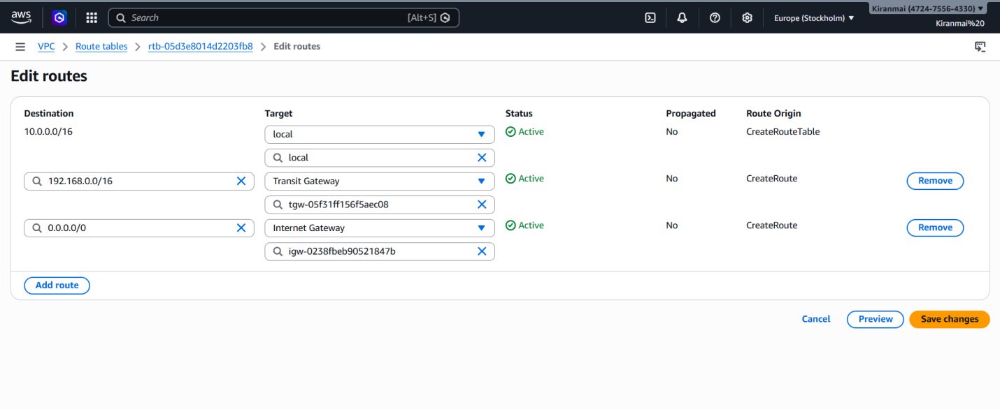 aws
Search [Alt+S]
Europe (Stockholm)
Kiranmai (4724-7556-4330)
Kiranmai%20
VPC Route tables rtb-05d3e8014d2203fb8 Edit routes
Edit routes
Destination Target Status Propagated Route Origin
10.0.0.0/16 local Active No CreateRouteTable
local
192.168.0.0/16 Transit Gateway Active No CreateRoute Remove
tgw-05f31ff156f5aec08
0.0.0.0/0 Internet Gateway Active No CreateRoute Remove
igw-0238fbeb90521847b
Add route
Cancel Preview Save changes